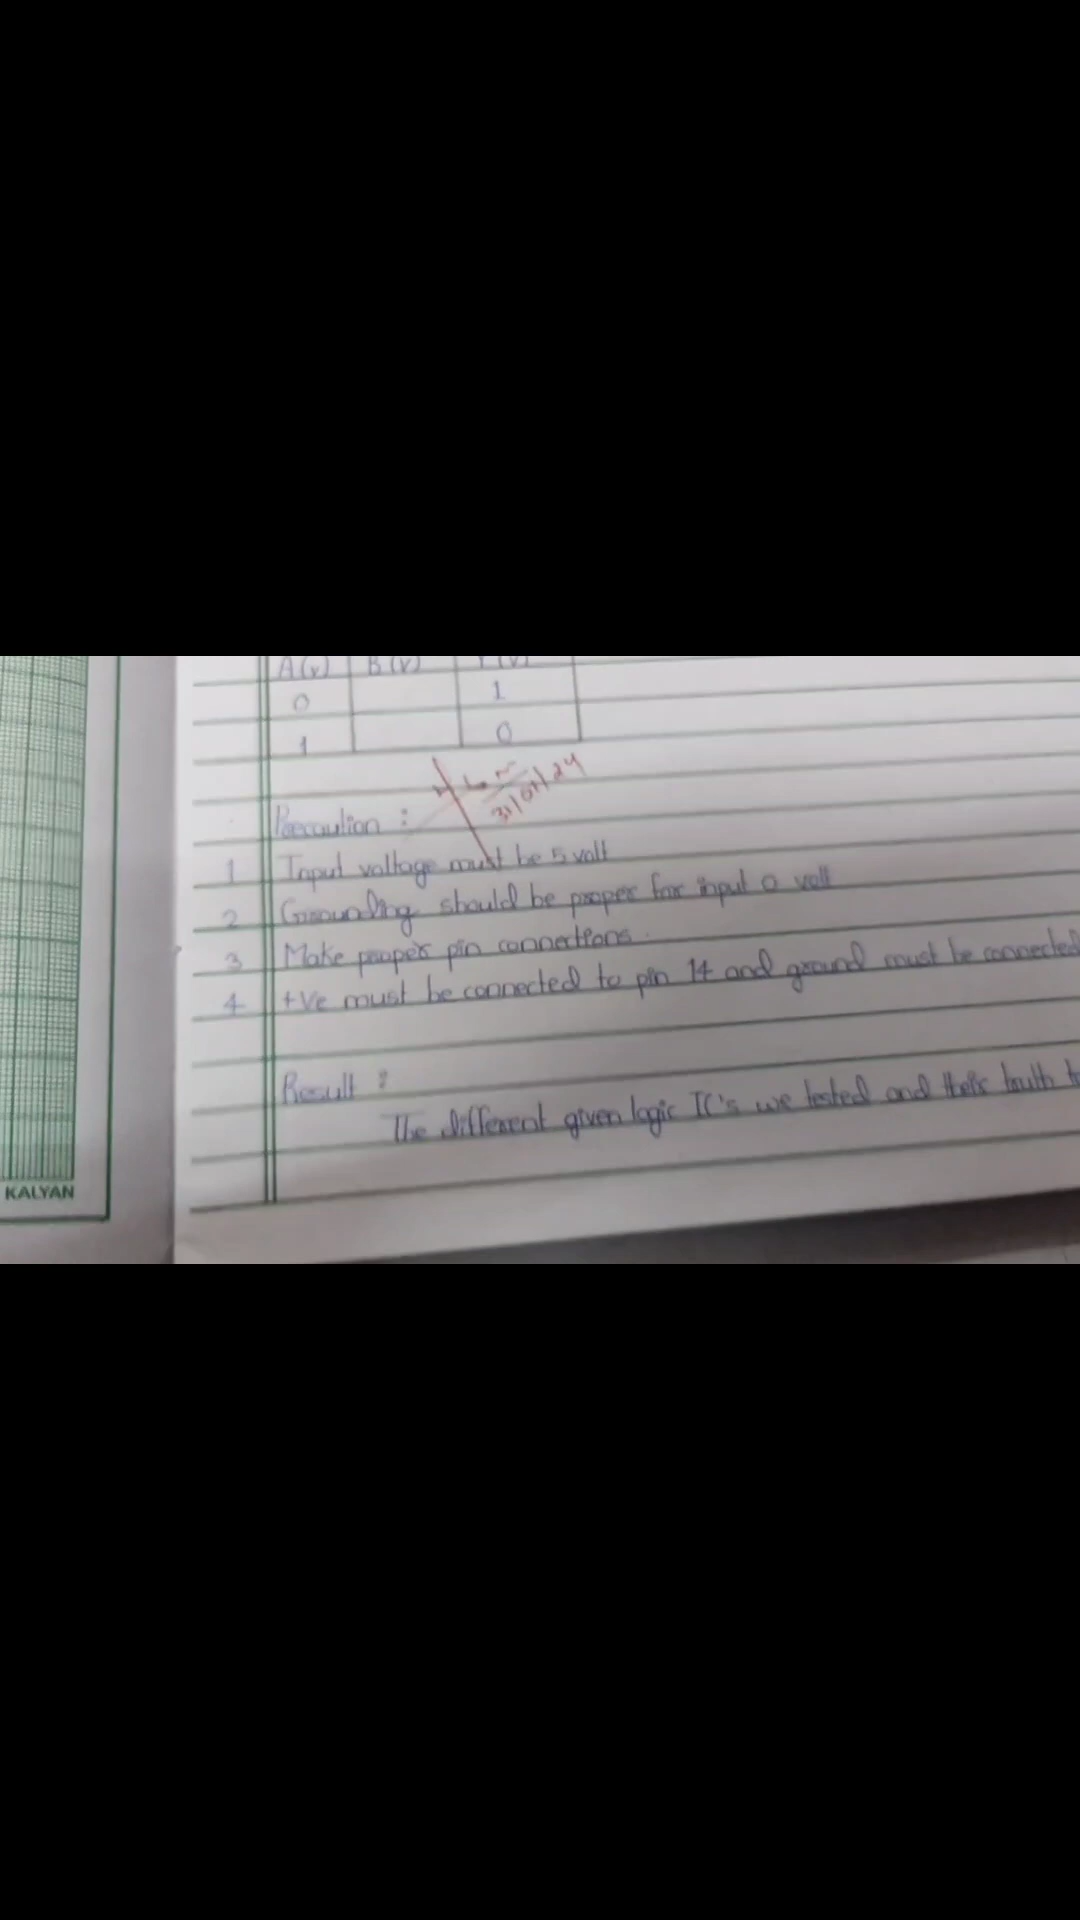 A(v) B(v) Y(v)
0 1
1 0
31/01/24
Precaution :
1 Input voltage must be 5 volt
2 Grounding should be proper for input 0 volt
3 Make proper pin connections.
4 +Ve must be connected to pin 14 and ground must be connected
Result :
The different given logic IC's we tested and their truth
KALYAN